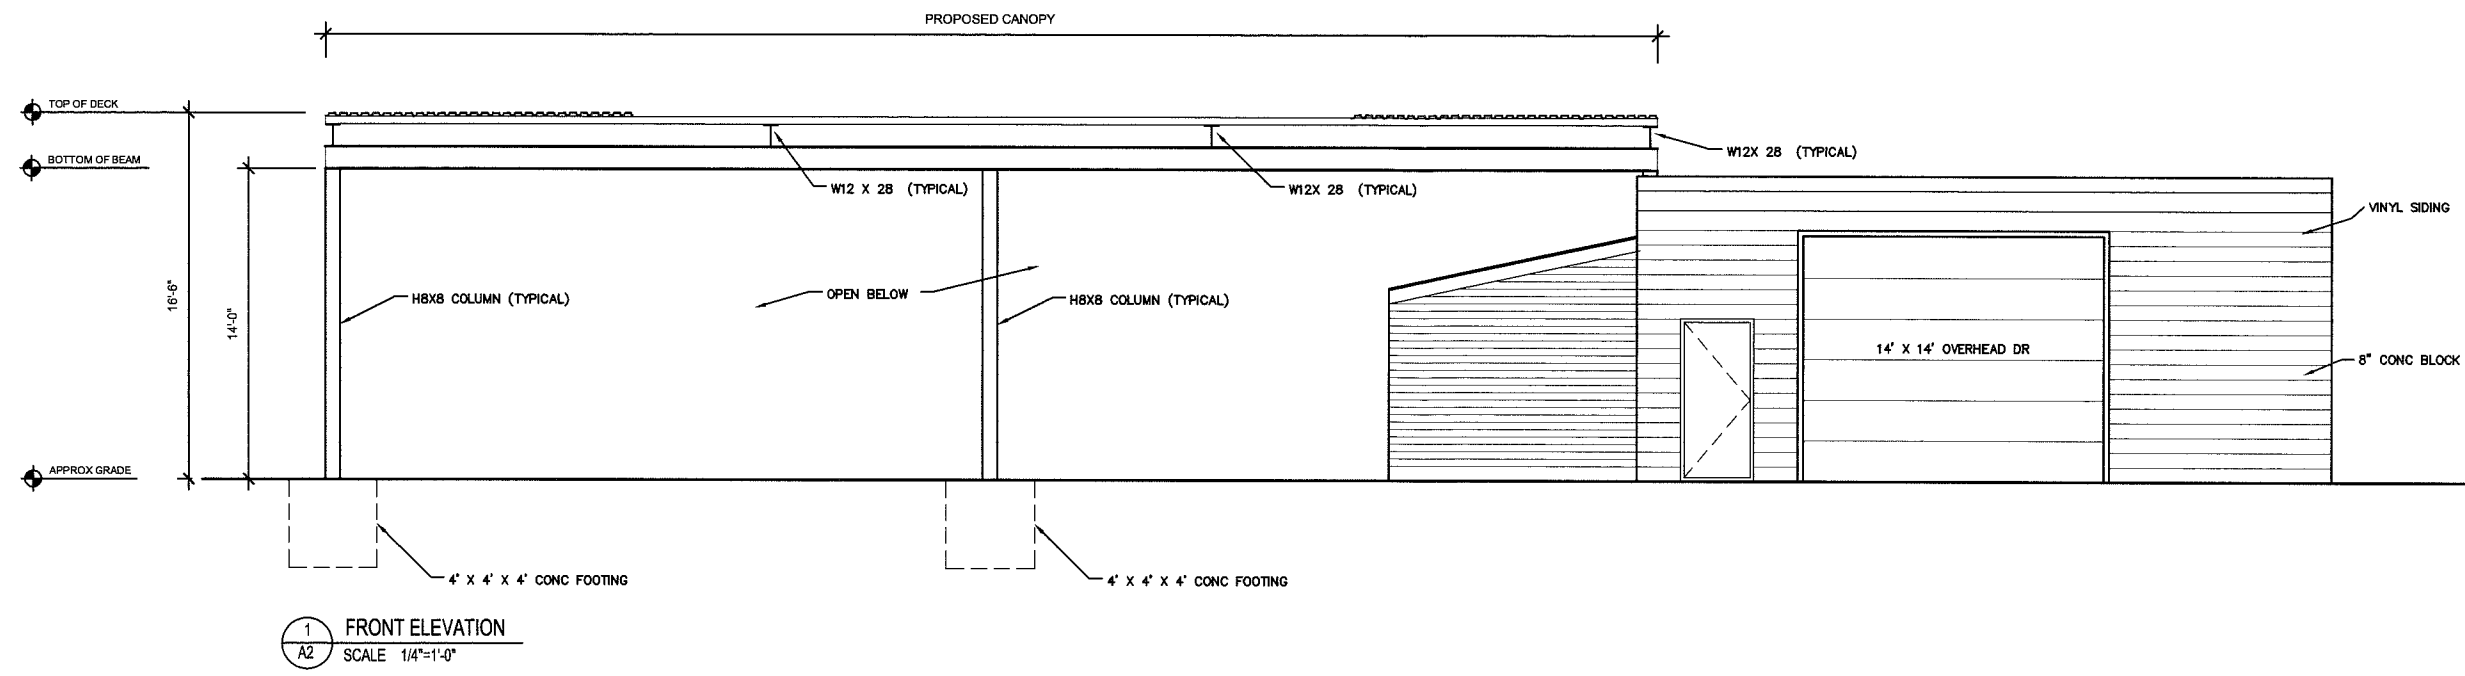 PROPOSED CANOPY
TOP OF DECK
BOTTOM OF BEAM
W12X 28 (TYPICAL)
W12 X 28 (TYPICAL)
W12X 28 (TYPICAL)
VINYL SIDING
16'-6"
14'-0"
H8X8 COLUMN (TYPICAL)
OPEN BELOW
H8X8 COLUMN (TYPICAL)
14' X 14' OVERHEAD DR
8" CONC BLOCK
APPROX GRADE
4' X 4' X 4' CONC FOOTING
4' X 4' X 4' CONC FOOTING
1
A2
FRONT ELEVATION
SCALE 1/4"=1'-0"